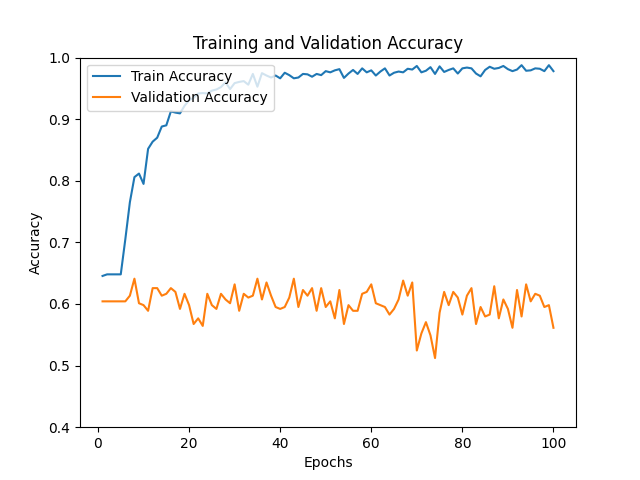 Training and Validation Accuracy
Train Accuracy
Validation Accuracy
1.0
0.9
0.8
0.7
0.6
0.5
0.4
Accuracy
0 20 40 60 80 100
Epochs